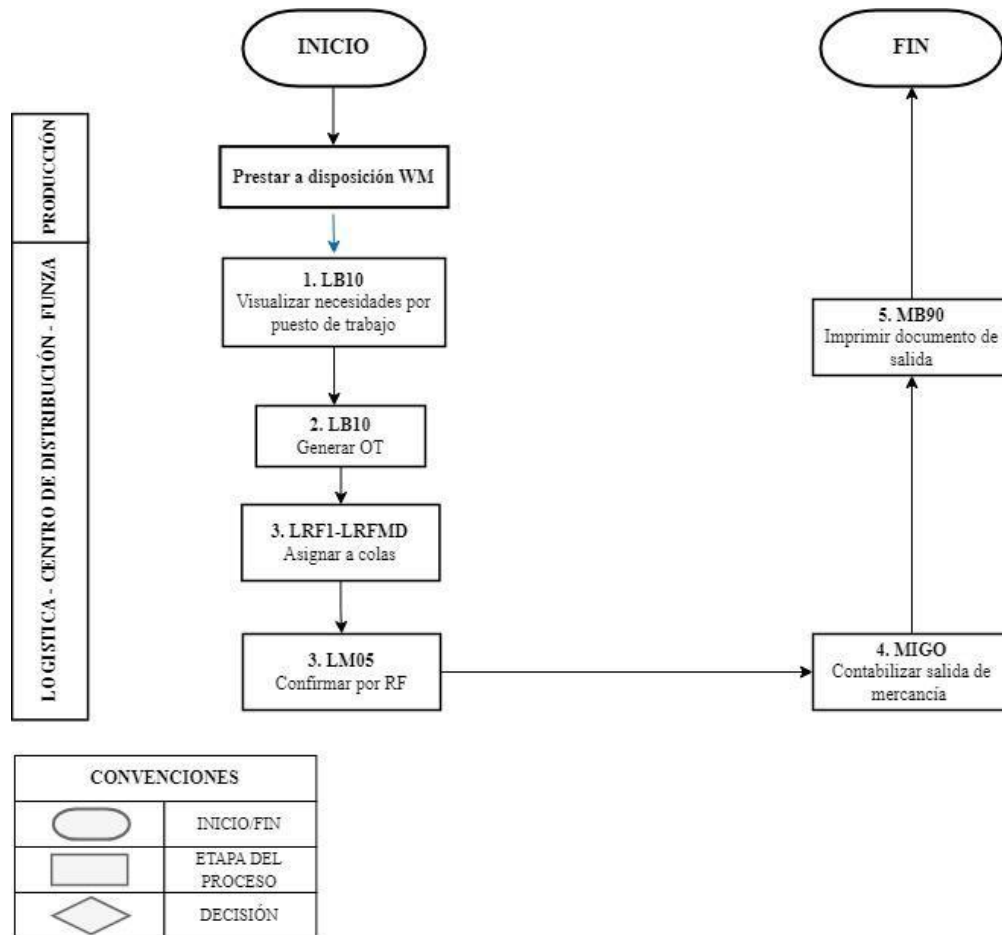 INICIO
FIN
PRODUCCIÓN
LOGISTICA - CENTRO DE DISTRIBUCIÓN - FUNZA
Prestar a disposición WM
1. LB10
Visualizar necesidades por
puesto de trabajo
2. LB10
Generar OT
3. LRF1-LRFMD
Asignar a colas
3. LM05
Confirmar por RF
4. MIGO
Contabilizar salida de
mercancía
5. MB90
Imprimir documento de
salida
CONVENCIONES
INICIO/FIN
ETAPA DEL
PROCESO
DECISIÓN